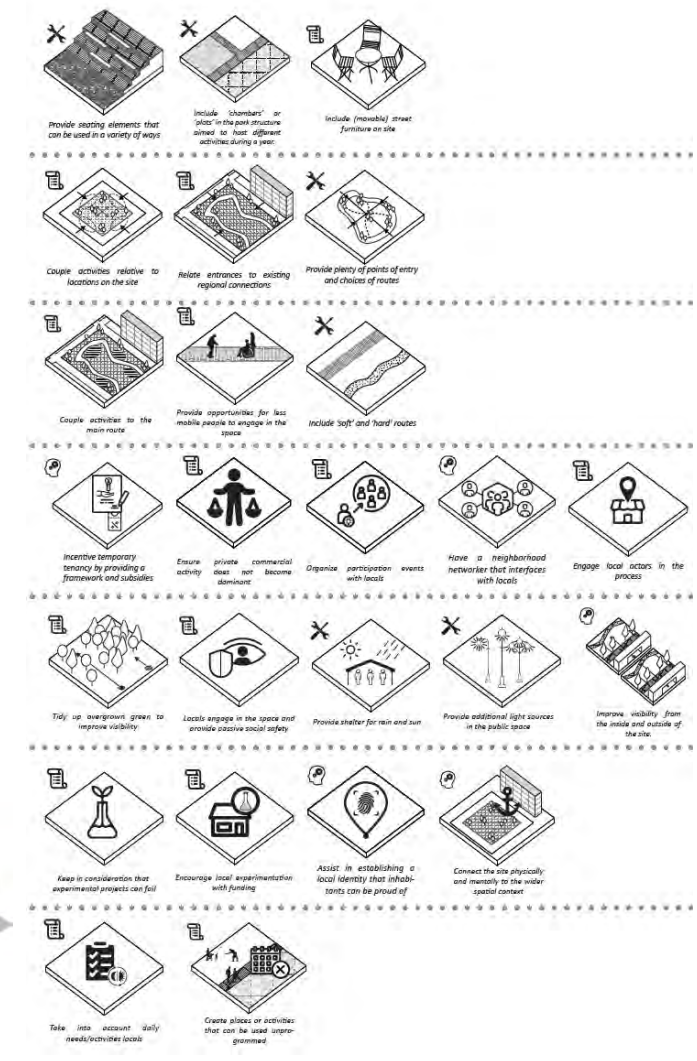 Provide seating elements that
can be used in a variety of ways
Include 'chambers' or
'plots' in the park structure
aimed to host different
activities during a year.
Include (movable) street
furniture on site
Couple activities relative to
locations on the site
Relate entrances to existing
regional connections
Provide plenty of points of entry
and choices of routes
Couple activities to the
main route
Provide opportunities for less
mobile people to engage in the
space
Include 'soft' and 'hard' routes
Incentive temporary
tenancy by providing a
framework and subsidies
Ensure private commercial
activity does not become
dominant
Organize participation events
with locals
Have a neighborhood
networker that interfaces
with locals
Engage local actors in the
process
Tidy up overgrown green to
improve visibility
Locals engage in the space and
provide passive social safety
Provide shelter for rain and sun
Provide additional light sources
in the public space
Improve visibility from
the inside and outside of
the site.
Keep in consideration that
experimental projects can fail
Encourage local experimentation
with funding
Assist in establishing a
local identity that inhabi-
tants can be proud of
Connect the site physically
and mentally to the wider
spatial context
Take into account daily
needs/activities locals
Create places or activities
that can be used unpro-
grammed